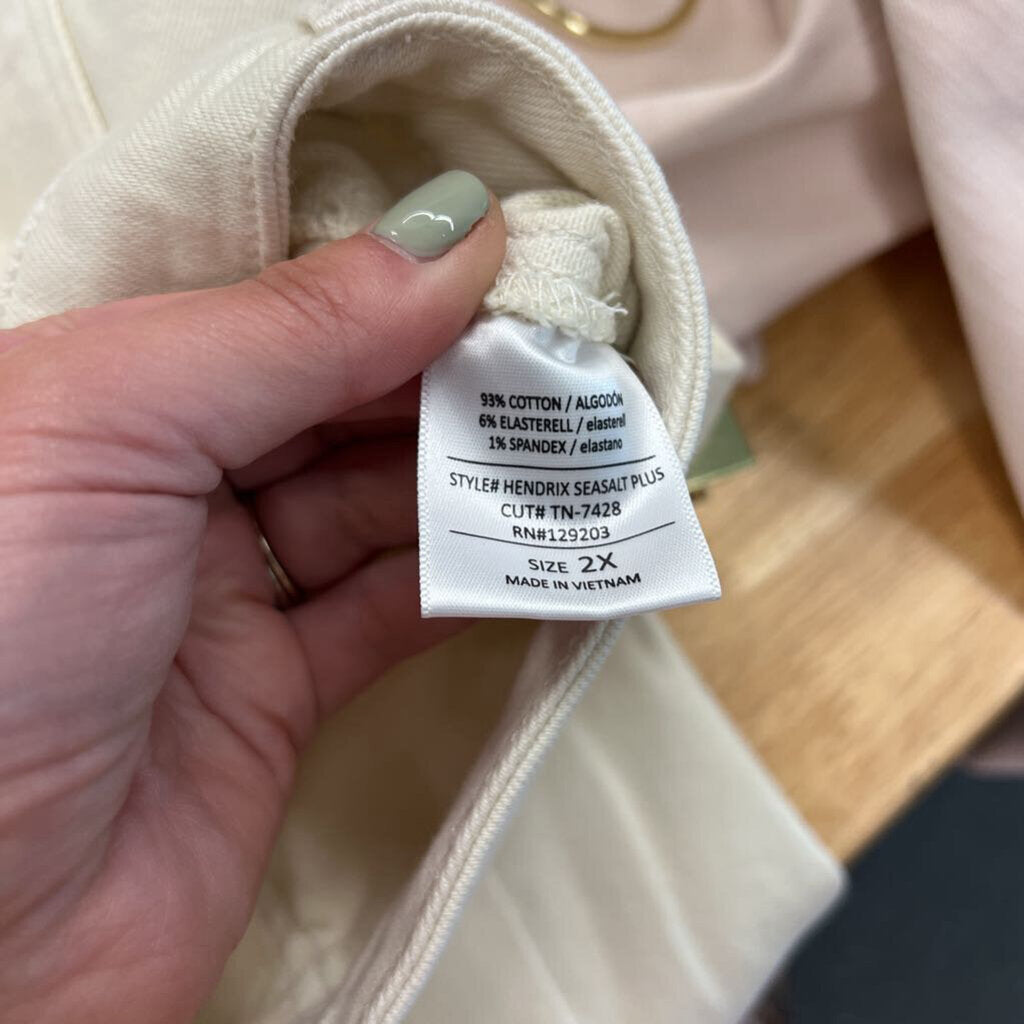 93% COTTON / ALGODÓN
6% ELASTERELL / elasterel
1% SPANDEX / elastano
STYLE# HENDRIX SEASALT PLUS
CUT# TN-7428
RN#129203
SIZE 2X
MADE IN VIETNAM